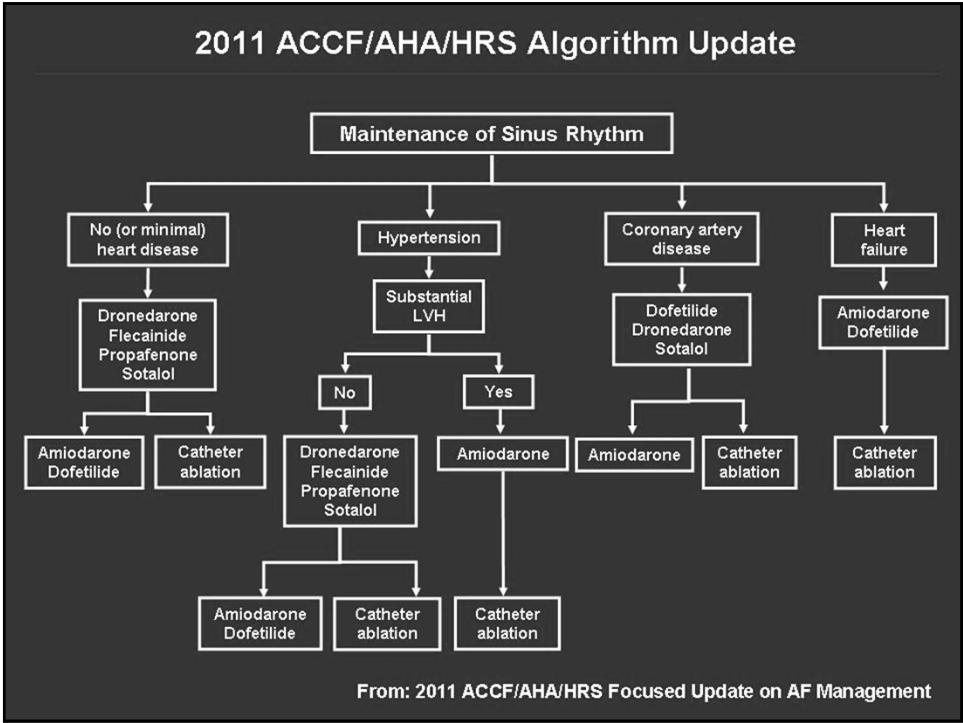 2011 ACCF/AHA/HRS Algorithm Update
Maintenance of Sinus Rhythm
No (or minimal)
heart disease
Hypertension
Coronary artery
disease
Heart
failure
Dronedarone
Flecainide
Propafenone
Sotalol
Substantial
LVH
Dofetilide
Dronedarone
Sotalol
Amiodarone
Dofetilide
No
Yes
Amiodarone
Dofetilide
Catheter
ablation
Dronedarone
Flecainide
Propafenone
Sotalol
Amiodarone
Amiodarone
Catheter
ablation
Catheter
ablation
Amiodarone
Dofetilide
Catheter
ablation
Catheter
ablation
From: 2011 ACCF/AHA/HRS Focused Update on AF Management